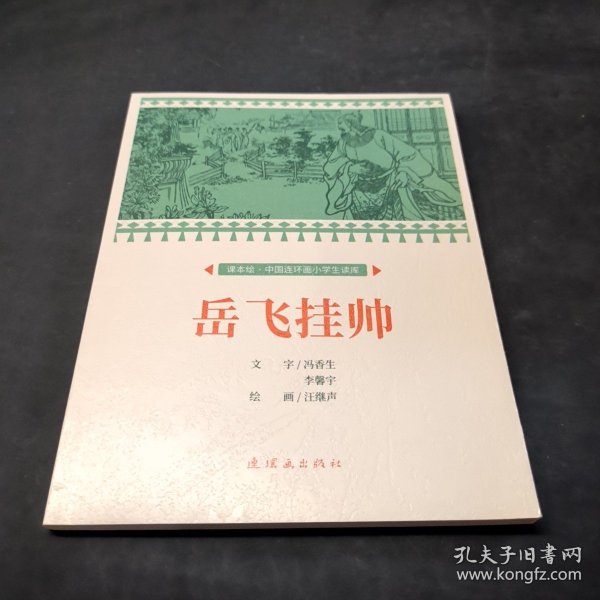 课本绘·中国连环画小学生读库
岳飞挂帅
文 字/冯香生
李馨宇
绘 画/汪继声
连环画出版社
孔夫子旧书网
www.kongfz.com